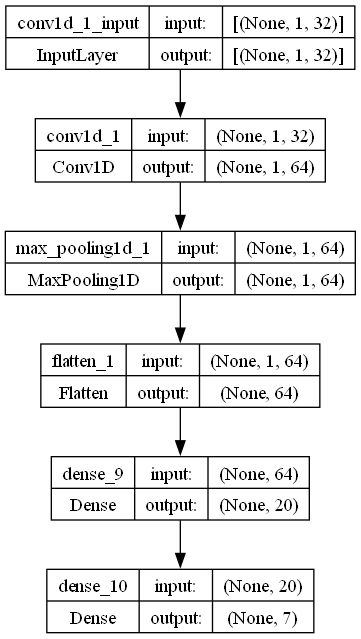 conv1d_1_input input: [(None, 1, 32)]
InputLayer output: [(None, 1, 32)]
conv1d_1 input: (None, 1, 32)
Conv1D output: (None, 1, 64)
max_pooling1d_1 input: (None, 1, 64)
MaxPooling1D output: (None, 1, 64)
flatten_1 input: (None, 1, 64)
Flatten output: (None, 64)
dense_9 input: (None, 64)
Dense output: (None, 20)
dense_10 input: (None, 20)
Dense output: (None, 7)